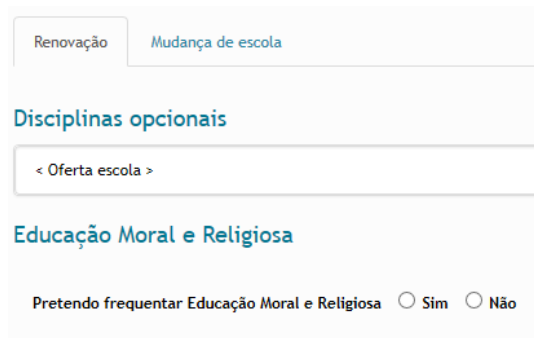 Renovação Mudança de escola
Disciplinas opcionais
< Oferta escola >
Educação Moral e Religiosa
Pretendo frequentar Educação Moral e Religiosa Sim Não